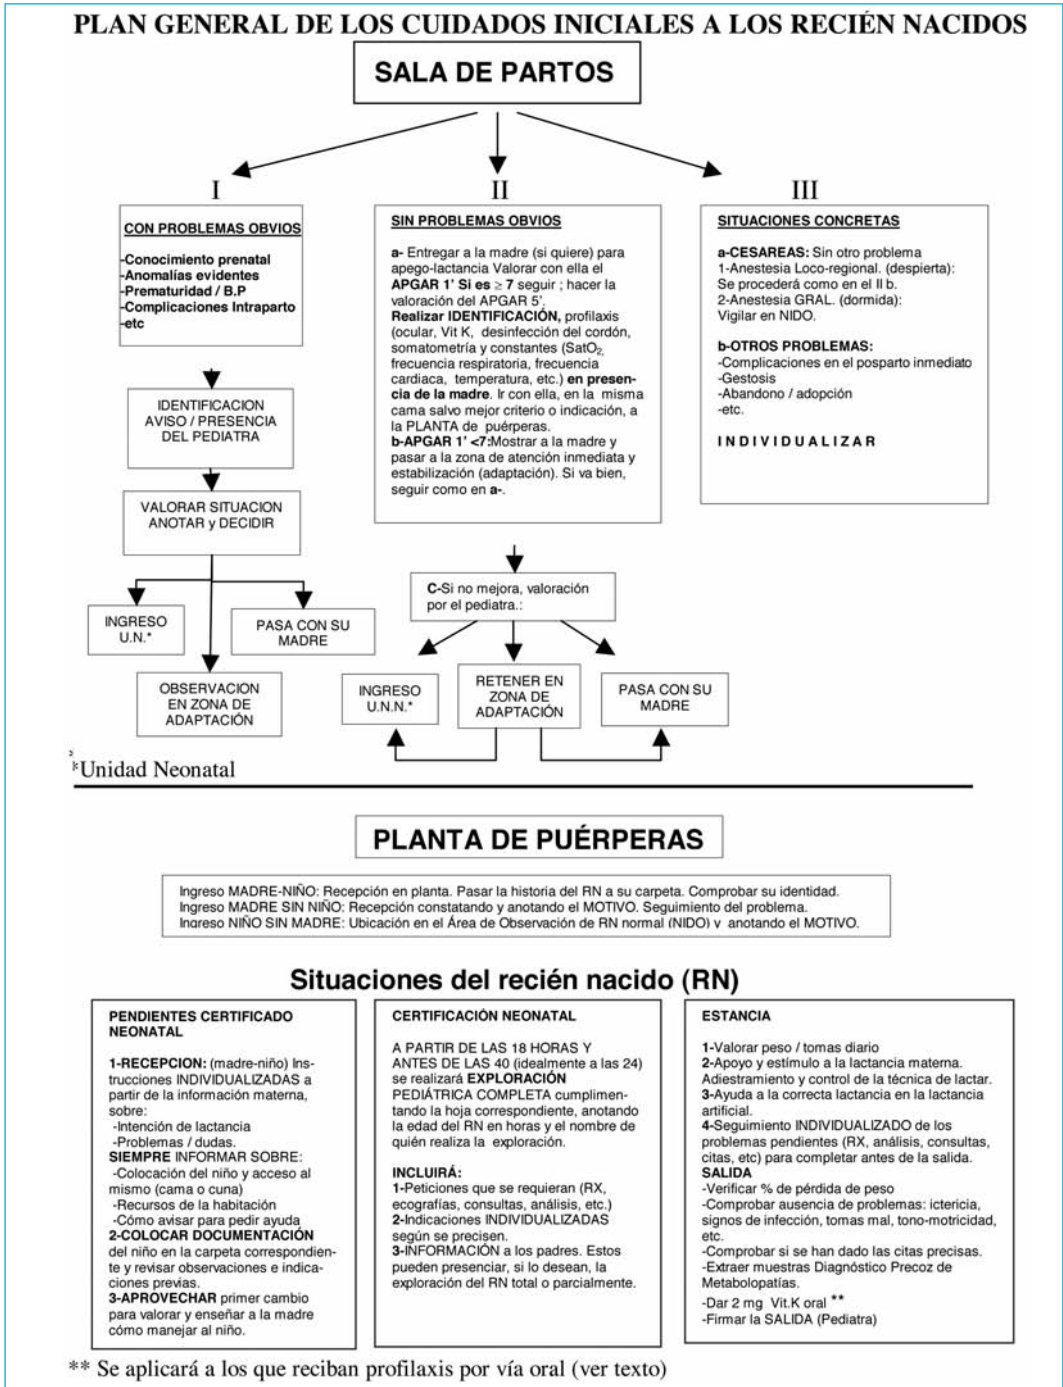 PLAN GENERAL DE LOS CUIDADOS INICIALES A LOS RECIÉN NACIDOS
SALA DE PARTOS
I
CON PROBLEMAS OBVIOS
-Conocimiento prenatal
-Anomalías evidentes
-Prematuridad / B.P
-Complicaciones Intraparto
-etc
IDENTIFICACION
AVISO / PRESENCIA
DEL PEDIATRA
VALORAR SITUACION
ANOTAR y DECIDIR
INGRESO
U.N.*
PASA CON SU
MADRE
OBSERVACION
EN ZONA DE
ADAPTACIÓN
II
SIN PROBLEMAS OBVIOS
a- Entregar a la madre (si quiere) para
apego-lactancia Valorar con ella el
APGAR 1' Si es ≥ 7 seguir ; hacer la
valoración del APGAR 5'.
Realizar IDENTIFICACIÓN, profilaxis
(ocular, Vit K, desinfección del cordón,
somatometría y constantes (SatO2,
frecuencia respiratoria, frecuencia
cardiaca, temperatura, etc.) en presen-
cia de la madre. Ir con ella, en la misma
cama salvo mejor criterio o indicación, a
la PLANTA de puérperas.
b-APGAR 1' <7:Mostrar a la madre y
pasar a la zona de atención inmediata y
estabilización (adaptación). Si va bien,
seguir como en a-.
C-Si no mejora, valoración
por el pediatra.:
INGRESO
U.N.N.*
RETENER EN
ZONA DE
ADAPTACIÓN
PASA CON SU
MADRE
III
SITUACIONES CONCRETAS
a-CESAREAS: Sin otro problema
1-Anestesia Loco-regional. (despierta):
Se procederá como en el II b.
2-Anestesia GRAL. (dormida):
Vigilar en NIDO.
b-OTROS PROBLEMAS:
-Complicaciones en el posparto inmediato
-Gestosis
-Abandono / adopción
-etc.
I N D I V I D U A L I Z A R
*Unidad Neonatal
PLANTA DE PUÉRPERAS
Ingreso MADRE-NIÑO: Recepción en planta. Pasar la historia del RN a su carpeta. Comprobar su identidad.
Ingreso MADRE SIN NIÑO: Recepción constatando y anotando el MOTIVO. Seguimiento del problema.
Ingreso NIÑO SIN MADRE: Ubicación en el Área de Observación de RN normal (NIDO) y anotando el MOTIVO.
Situaciones del recién nacido (RN)
PENDIENTES CERTIFICADO
NEONATAL
1-RECEPCION: (madre-niño) Ins-
trucciones INDIVIDUALIZADAS a
partir de la información materna,
sobre:
-Intención de lactancia
-Problemas / dudas.
SIEMPRE INFORMAR SOBRE:
-Colocación del niño y acceso al
mismo (cama o cuna)
-Recursos de la habitación
-Cómo avisar para pedir ayuda
2-COLOCAR DOCUMENTACIÓN
del niño en la carpeta correspondien-
te y revisar observaciones e indica-
ciones previas.
3-APROVECHAR primer cambio
para valorar y enseñar a la madre
cómo manejar al niño.
CERTIFICACIÓN NEONATAL
A PARTIR DE LAS 18 HORAS Y
ANTES DE LAS 40 (idealmente a las 24)
se realizará EXPLORACIÓN
PEDIÁTRICA COMPLETA cumplimen-
tando la hoja correspondiente, anotando
la edad del RN en horas y el nombre de
quién realiza la exploración.
INCLUIRÁ:
1-Peticiones que se requieran (RX,
ecografías, consultas, análisis, etc.)
2-Indicaciones INDIVIDUALIZADAS
según se precisen.
3-INFORMACIÓN a los padres. Estos
pueden presenciar, si lo desean, la
exploración del RN total o parcialmente.
ESTANCIA
1-Valorar peso / tomas diario
2-Apoyo y estímulo a la lactancia materna.
Adiestramiento y control de la técnica de lactar.
3-Ayuda a la correcta lactancia en la lactancia
artificial.
4-Seguimiento INDIVIDUALIZADO de los
problemas pendientes (RX, análisis, consultas,
citas, etc) para completar antes de la salida.
SALIDA
-Verificar % de pérdida de peso
-Comprobar ausencia de problemas: ictericia,
signos de infección, tomas mal, tono-motricidad,
etc.
-Comprobar si se han dado las citas precisas.
-Extraer muestras Diagnóstico Precoz de
Metabolopatías.
-Dar 2 mg Vit.K oral **
-Firmar la SALIDA (Pediatra)
** Se aplicará a los que reciban profilaxis por vía oral (ver texto)